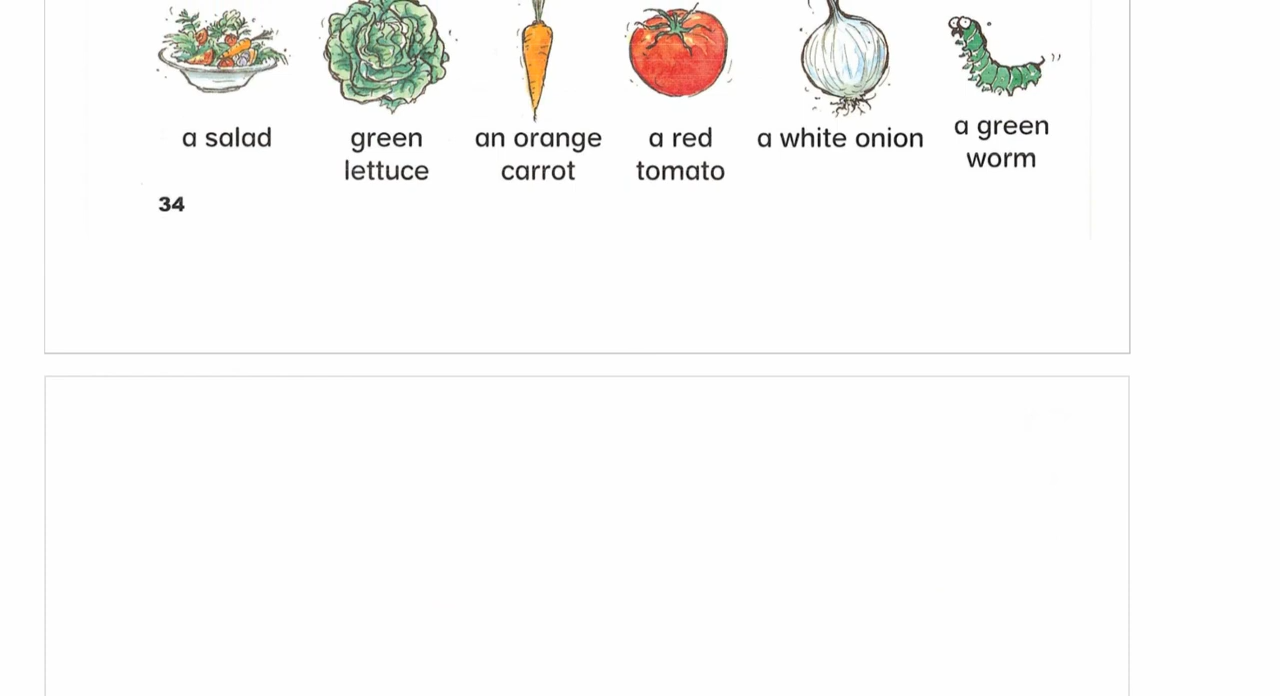 a salad
green
lettuce
an orange
carrot
a red
tomato
a white onion
a green
worm
34